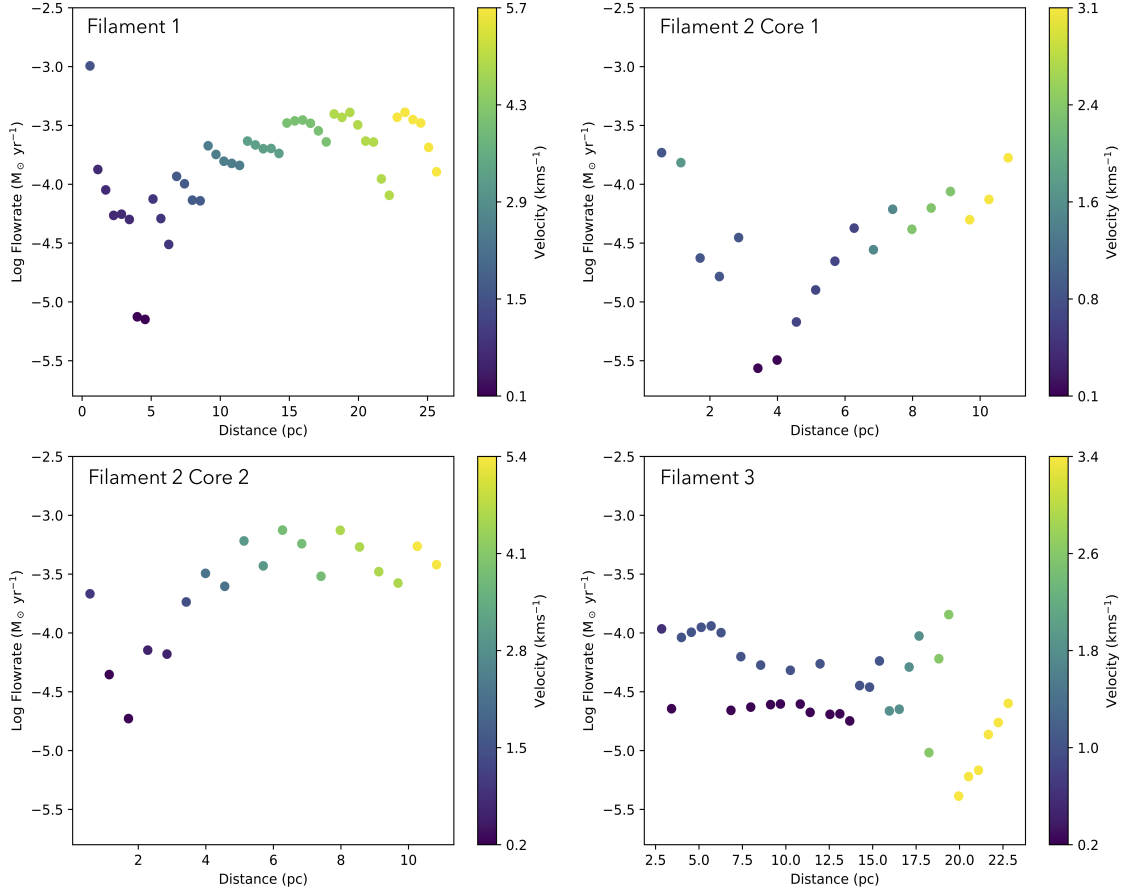 Filament 1
−2.5
−3.0
−3.5
−4.0
−4.5
−5.0
−5.5
Log Flowrate (M⊙ yr−1)
0 5 10 15 20 25
Distance (pc)
5.7
4.3
2.9
1.5
0.1
Velocity (kms−1)
Filament 2 Core 1
−2.5
−3.0
−3.5
−4.0
−4.5
−5.0
−5.5
Log Flowrate (M⊙ yr−1)
2 4 6 8 10
Distance (pc)
3.1
2.4
1.6
0.8
0.1
Velocity (kms−1)
Filament 2 Core 2
−2.5
−3.0
−3.5
−4.0
−4.5
−5.0
−5.5
Log Flowrate (M⊙ yr−1)
2 4 6 8 10
Distance (pc)
5.4
4.1
2.8
1.5
0.2
Velocity (kms−1)
Filament 3
−2.5
−3.0
−3.5
−4.0
−4.5
−5.0
−5.5
Log Flowrate (M⊙ yr−1)
2.5 5.0 7.5 10.0 12.5 15.0 17.5 20.0 22.5
Distance (pc)
3.4
2.6
1.8
1.0
0.2
Velocity (kms−1)